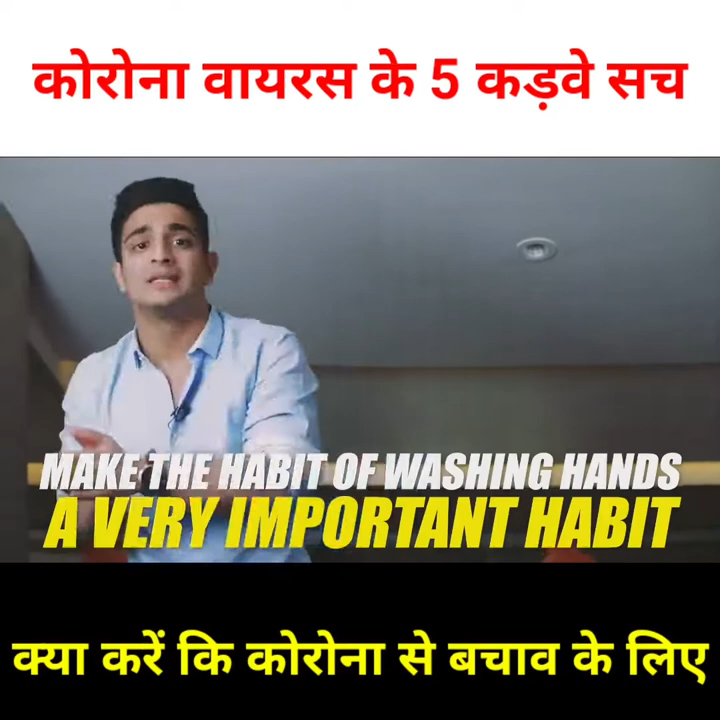 कोरोना वायरस के 5 कड़वे सच
MAKE THE HABIT OF WASHING HANDS
A VERY IMPORTANT HABIT
क्या करें कि कोरोना से बचाव के लिए